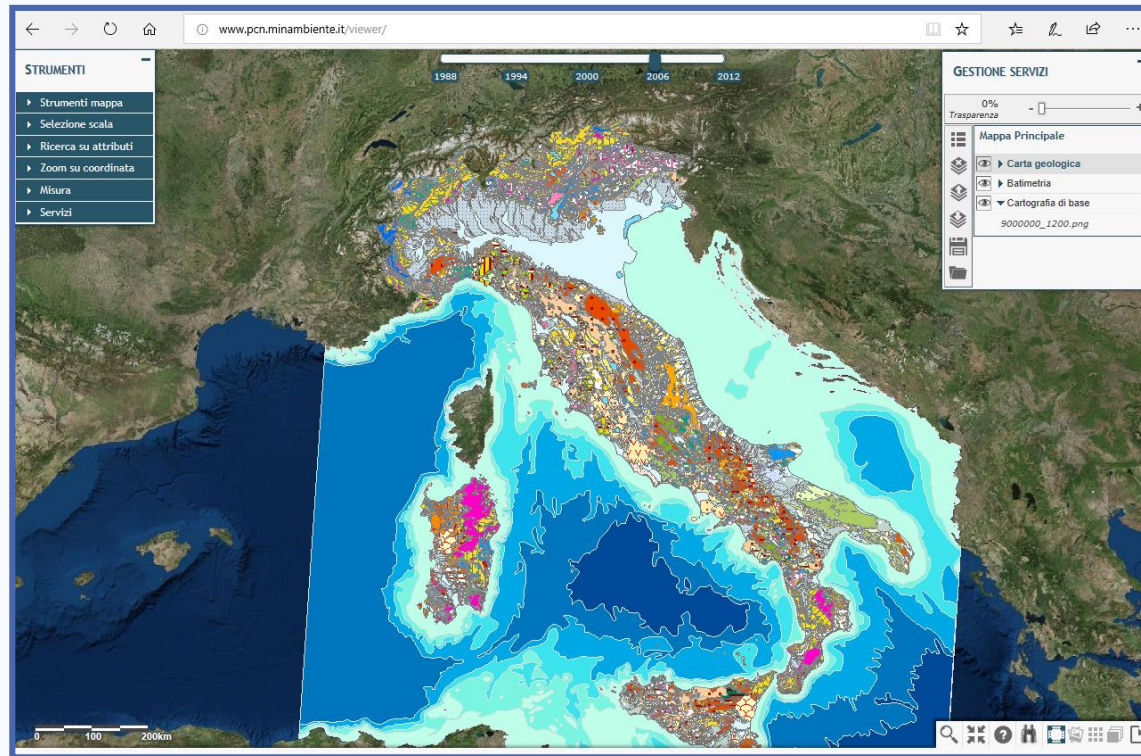 www.pcn.minambiente.it/viewer/
STRUMENTI
Strumenti mappa
Selezione scala
Ricerca su attributi
Zoom su coordinata
Misura
Servizi
1988 1994 2000 2006 2012
GESTIONE SERVIZI
0%
Trasparenza
- +
Mappa Principale
Carta geologica
Batimetria
Cartografia di base
9000000_1200.png
0 100 200km